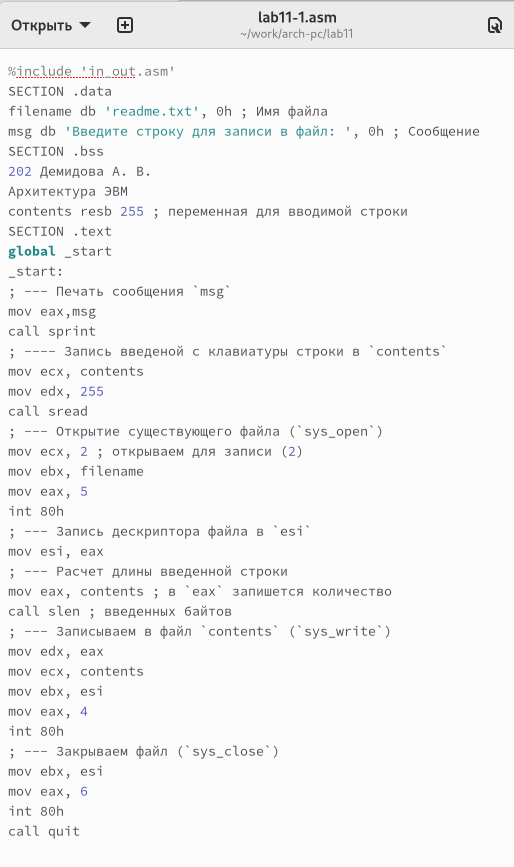 Открыть
lab11-1.asm
~/work/arch-pc/lab11
%include 'in_out.asm'
SECTION .data
filename db 'readme.txt', 0h ; Имя файла
msg db 'Введите строку для записи в файл: ', 0h ; Сообщение
SECTION .bss
202 Демидова А. В.
Архитектура ЭВМ
contents resb 255 ; переменная для вводимой строки
SECTION .text
global _start
_start:
; --- Печать сообщения `msg`
mov eax,msg
call sprint
; ---- Запись введеной с клавиатуры строки в `contents`
mov ecx, contents
mov edx, 255
call sread
; --- Открытие существующего файла (`sys_open`)
mov ecx, 2 ; открываем для записи (2)
mov ebx, filename
mov eax, 5
int 80h
; --- Запись дескриптора файла в `esi`
mov esi, eax
; --- Расчет длины введенной строки
mov eax, contents ; в `eax` запишется количество
call slen ; введенных байтов
; --- Записываем в файл `contents` (`sys_write`)
mov edx, eax
mov ecx, contents
mov ebx, esi
mov eax, 4
int 80h
; --- Закрываем файл (`sys_close`)
mov ebx, esi
mov eax, 6
int 80h
call quit